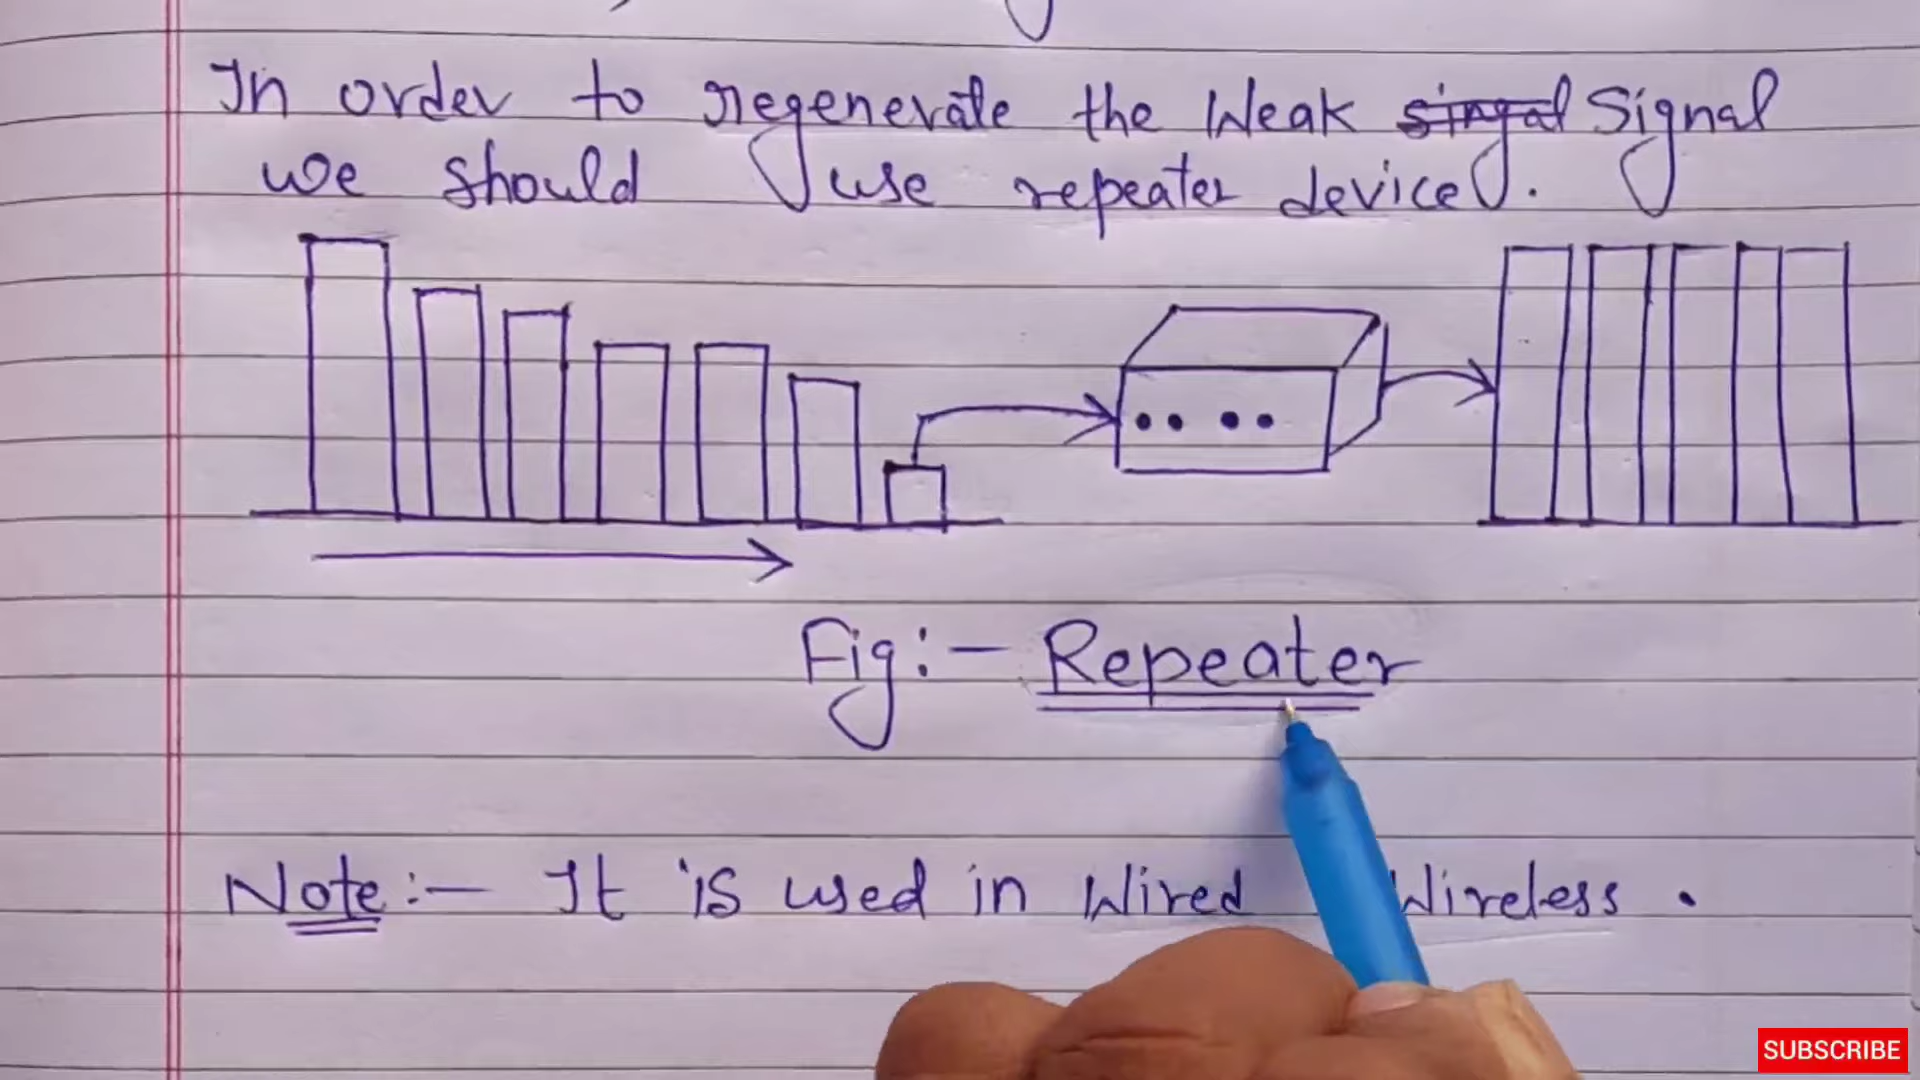 In order to regenerate the Weak singal Signal
we should use repeater device.
Fig:- Repeater
Note:- It is used in Wired Wireless.
SUBSCRIBE